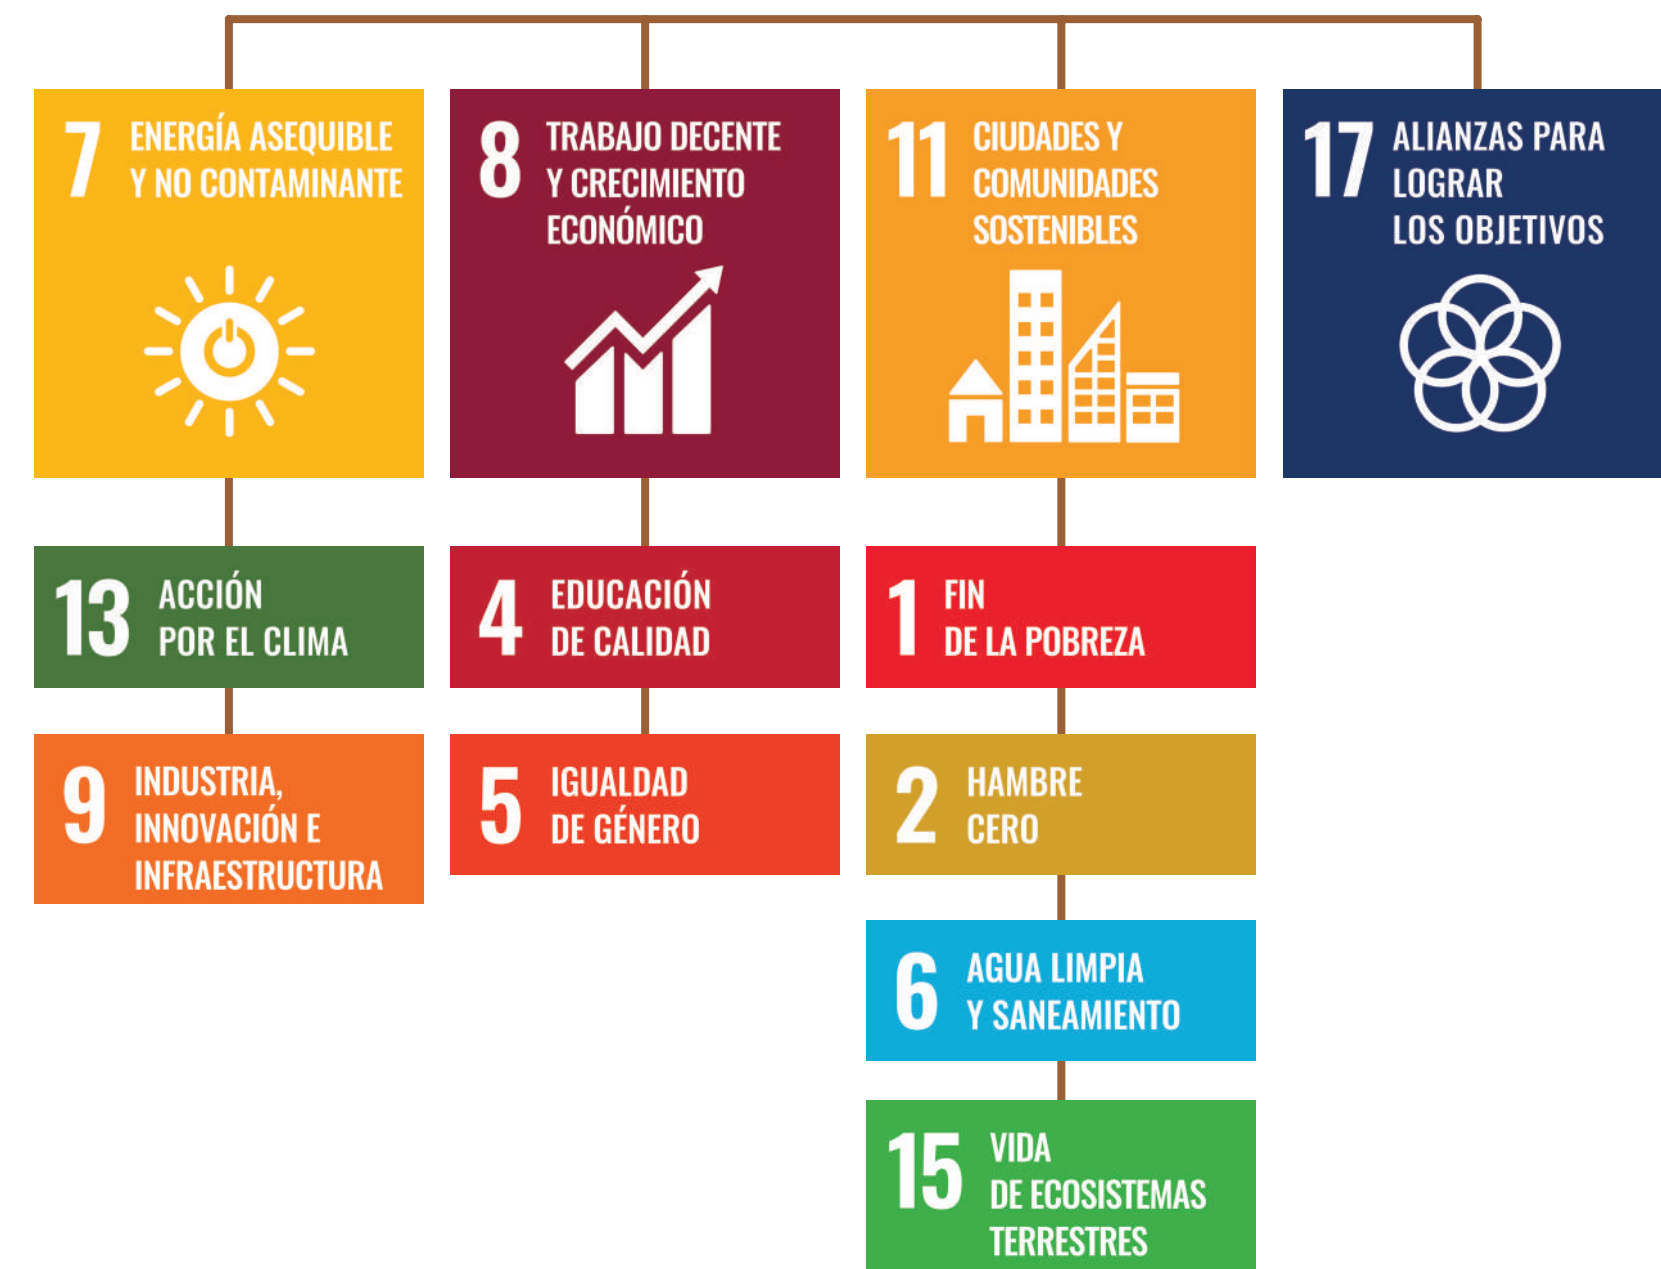 7 ENERGÍA ASEQUIBLE
Y NO CONTAMINANTE
8 TRABAJO DECENTE
Y CRECIMIENTO
ECONÓMICO
11 CIUDADES Y
COMUNIDADES
SOSTENIBLES
17 ALIANZAS PARA
LOGRAR
LOS OBJETIVOS
13 ACCIÓN
POR EL CLIMA
4 EDUCACIÓN
DE CALIDAD
1 FIN
DE LA POBREZA
9 INDUSTRIA,
INNOVACIÓN E
INFRAESTRUCTURA
5 IGUALDAD
DE GÉNERO
2 HAMBRE
CERO
6 AGUA LIMPIA
Y SANEAMIENTO
15 VIDA
DE ECOSISTEMAS
TERRESTRES